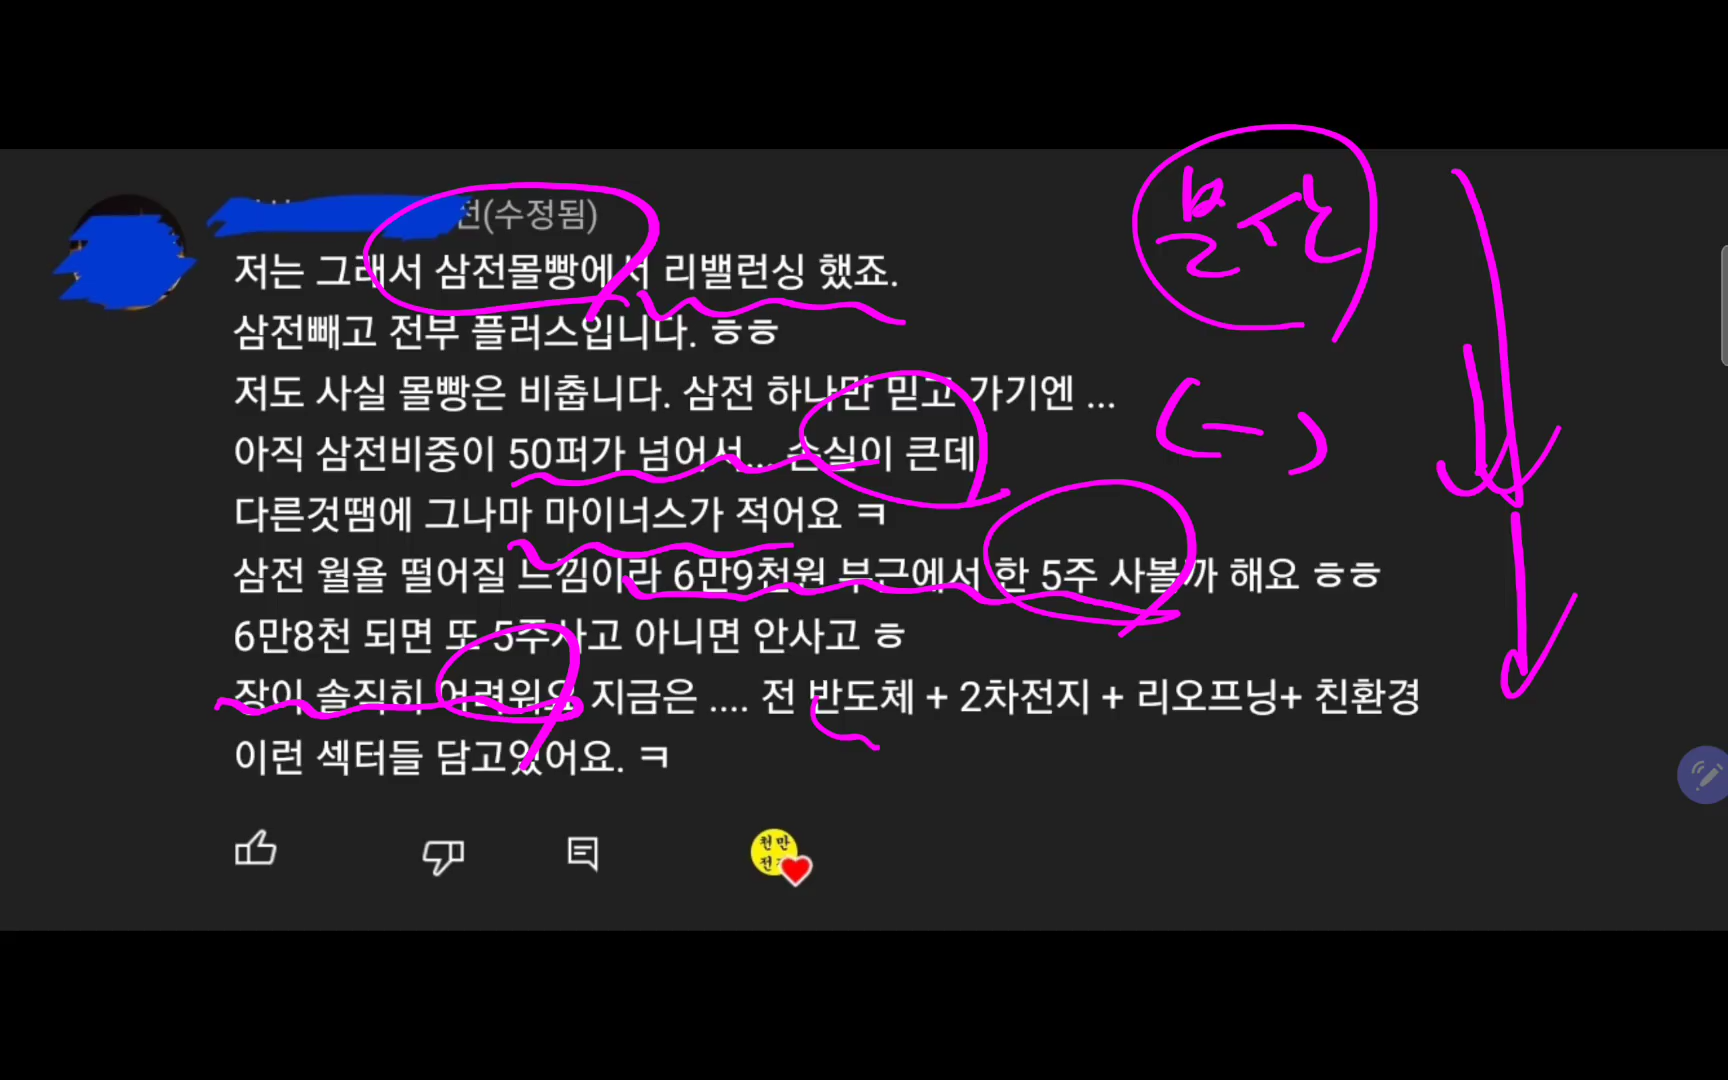 전(수정됨)
저는 그래서 삼전몰빵에서 리밸런싱 했죠.
삼전빼고 전부 플러스입니다. ㅎㅎ
저도 사실 몰빵은 비춥니다. 삼전 하나만 믿고 가기엔 ...
아직 삼전비중이 50퍼가 넘어서... 손실이 큰데
다른것땜에 그나마 마이너스가 적어요 ㅋ
삼전 월욜 떨어질 느낌이라 6만9천원 부근에서 한 5주 사볼까 해요 ㅎㅎ
6만8천 되면 또 5주사고 아니면 안사고 ㅎ
장이 솔직히 어려워요 지금은 .... 전 반도체 + 2차전지 + 리오프닝+ 친환경
이런 섹터들 담고있어요. ㅋ
분산
(-)
천만